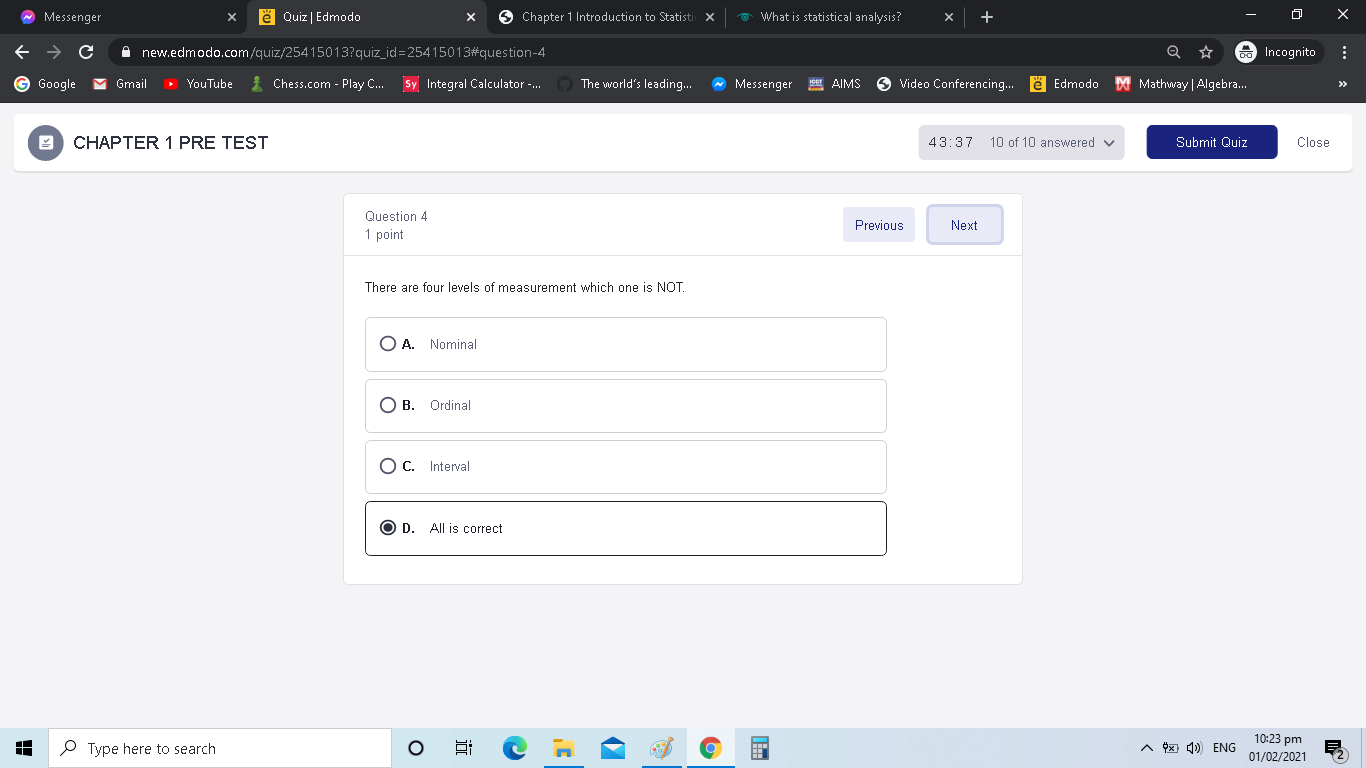 Messenger
Quiz | Edmodo
Chapter 1 Introduction to Statisti
What is statistical analysis?
new.edmodo.com/quiz/25415013?quiz_id=25415013#question-4
Incognito
Google
Gmail
YouTube
Chess.com - Play C...
Sy
Integral Calculator -...
The world's leading...
Messenger
AIMS
Video Conferencing...
Edmodo
Mathway | Algebra...
»
CHAPTER 1 PRE TEST
43:37 10 of 10 answered
Submit Quiz
Close
Question 4
1 point
Previous
Next
There are four levels of measurement which one is NOT.
A. Nominal
B. Ordinal
C. Interval
D. All is correct
Type here to search
ENG
10:23 pm
01/02/2021
2